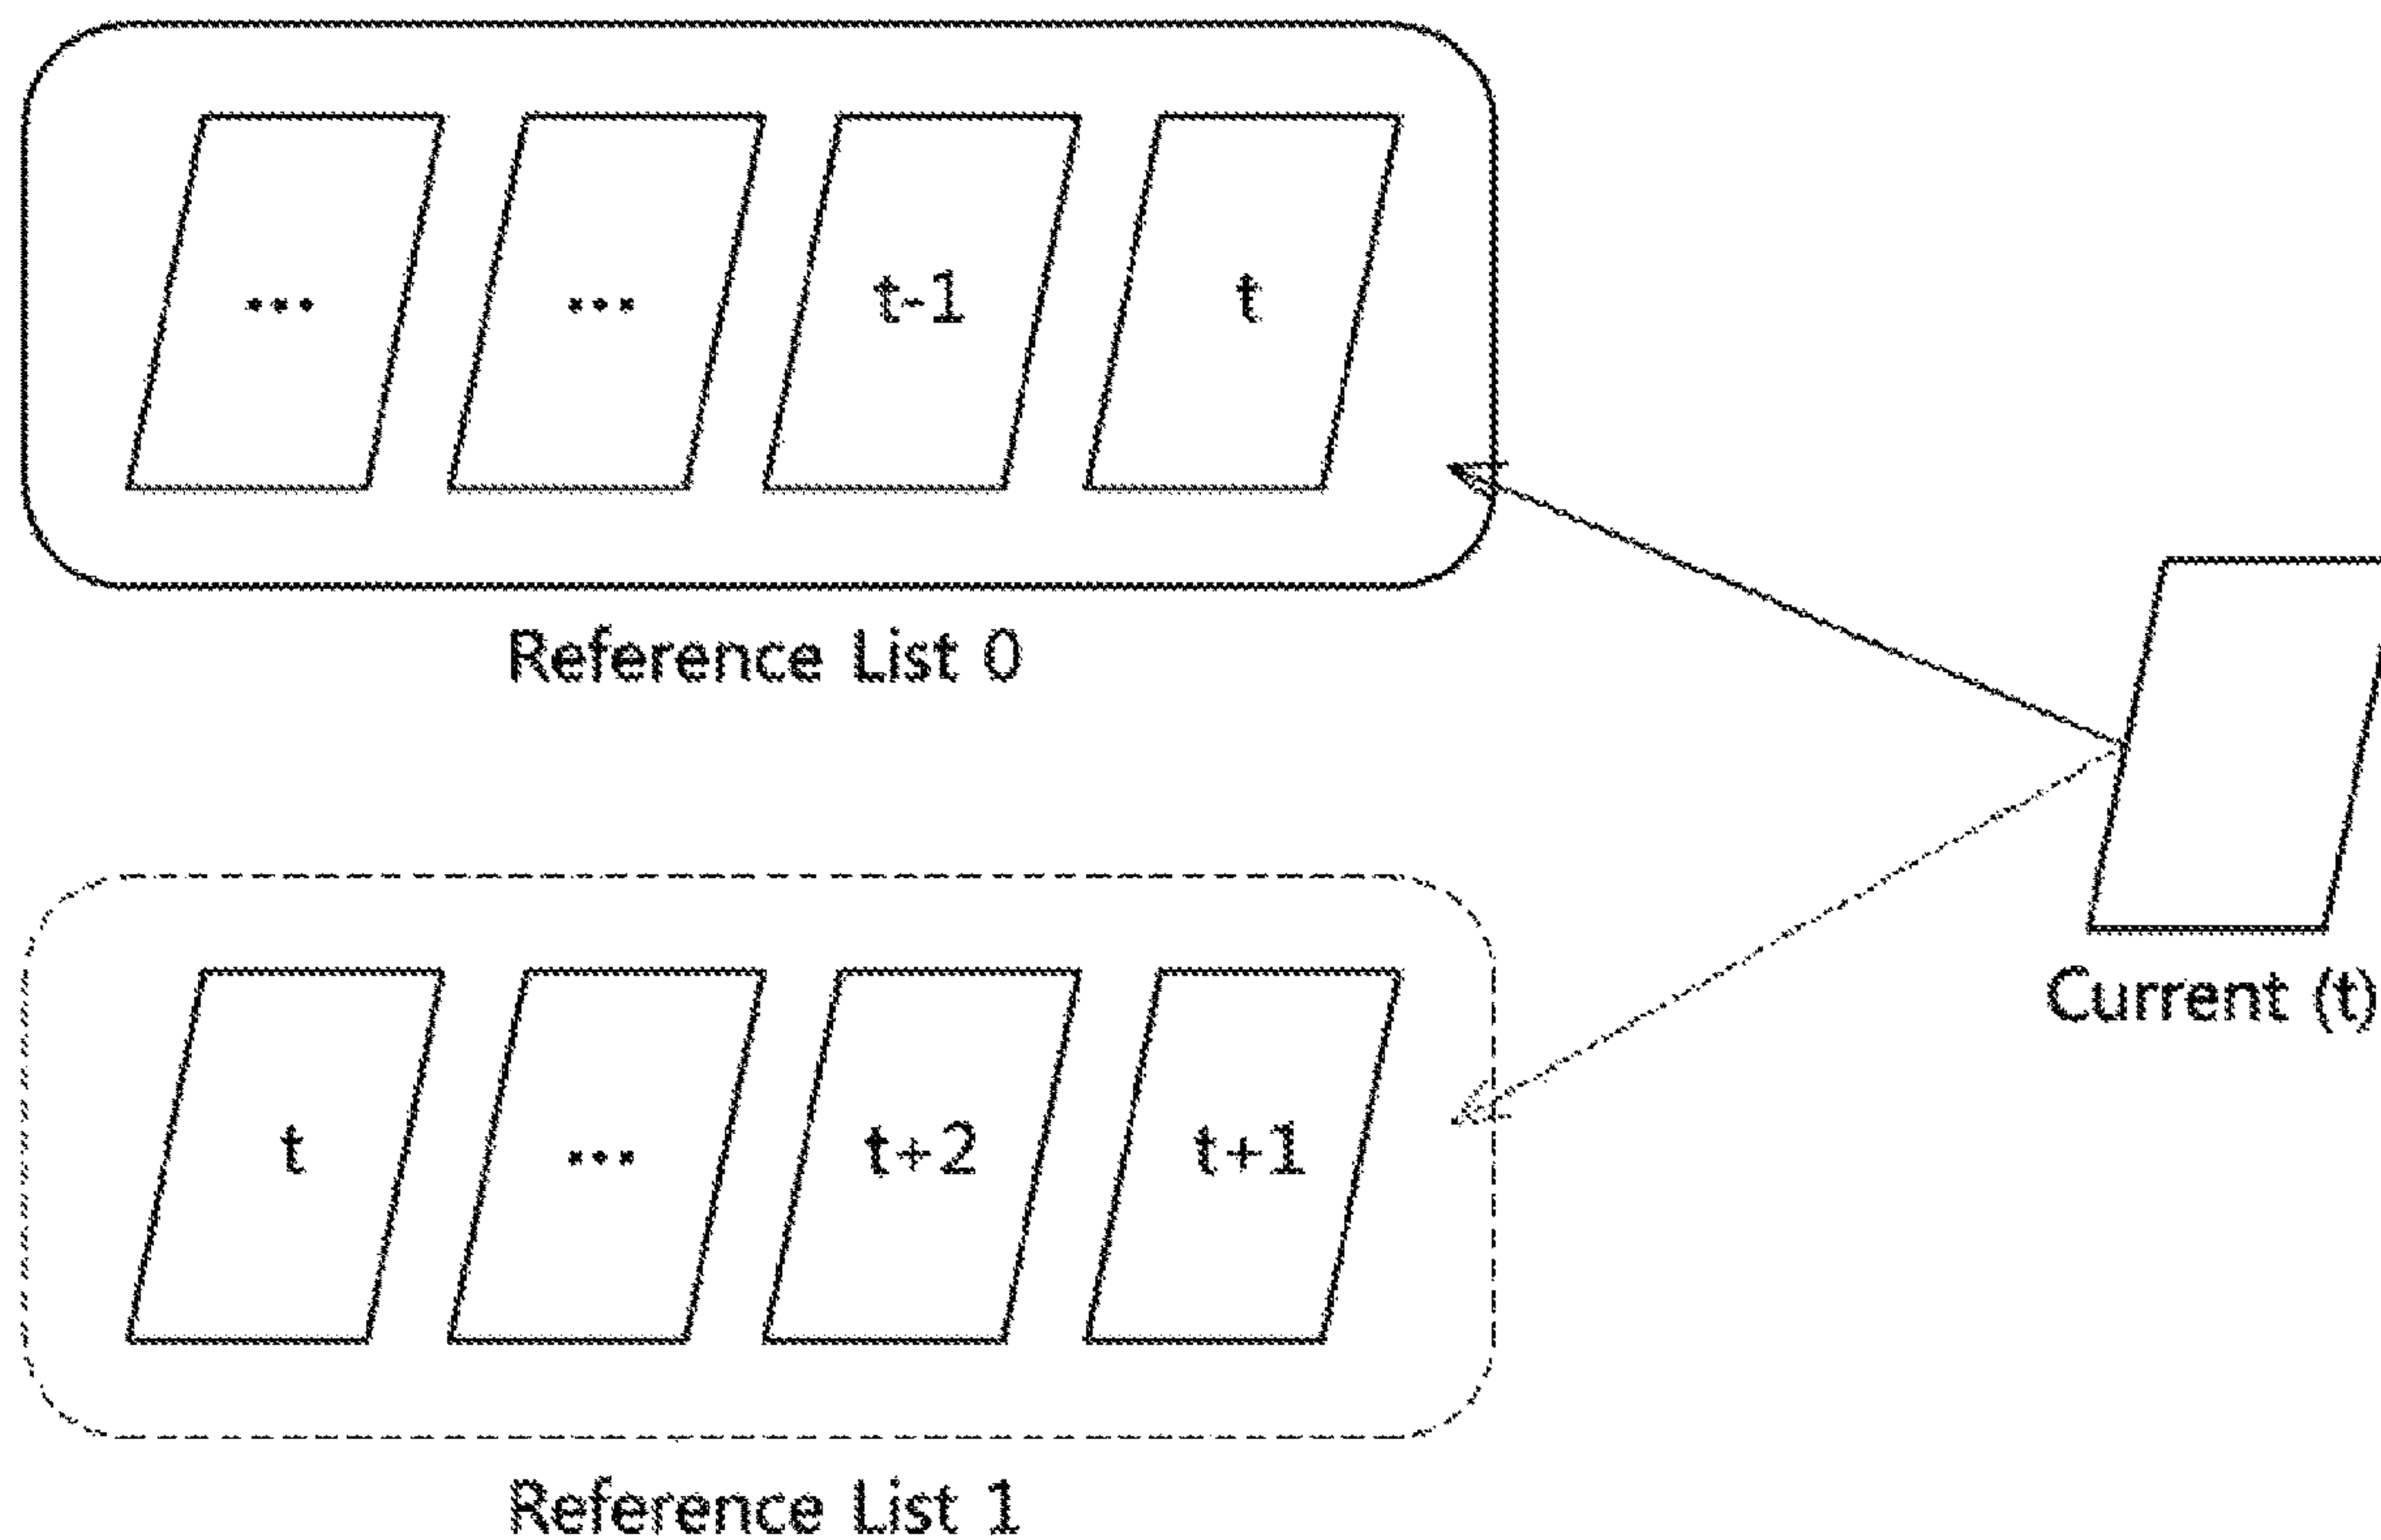 ... ... t-1 t
Reference List 0
Current (t)
t ... t+2 t+1
Reference List 1